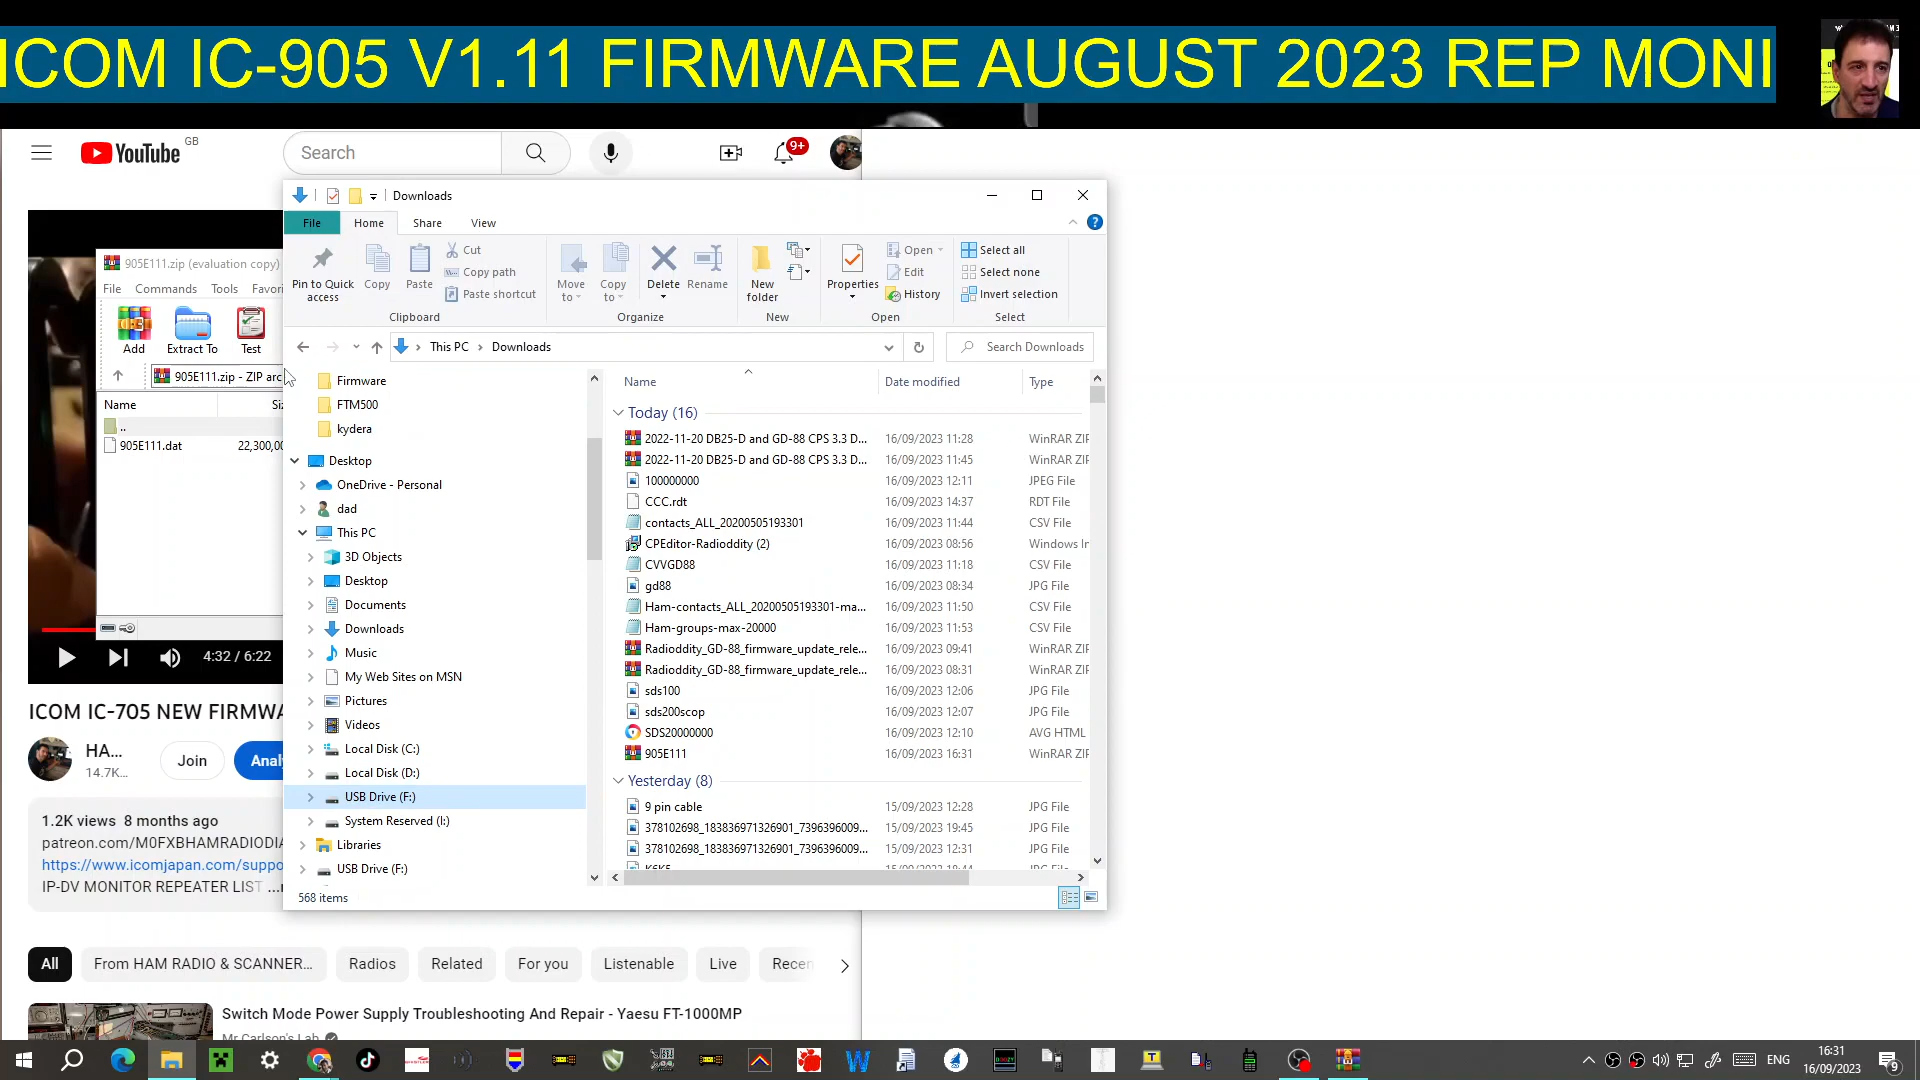 ICOM IC-905 V1.11 FIRMWARE AUGUST 2023 REP MONI
YouTube GB
Search
9+
Downloads
File Home Share View
Pin to Quick access
Copy
Paste
Cut
Copy path
Paste shortcut
Clipboard
Move to
Copy to
Delete
Rename
Organize
New folder
New
Properties
Open
Edit
History
Open
Select all
Select none
Invert selection
Select
This PC > Downloads
Search Downloads
905E111.zip (evaluation copy)
File Commands Tools Favori
Add Extract To Test
905E111.zip - ZIP arc
Name Siz
..
905E111.dat 22,300,00
4:32 / 6:22
Firmware
FTM500
kydera
Desktop
OneDrive - Personal
dad
This PC
3D Objects
Desktop
Documents
Downloads
Music
My Web Sites on MSN
Pictures
Videos
Local Disk (C:)
Local Disk (D:)
USB Drive (F:)
System Reserved (I:)
Libraries
USB Drive (F:)
Name Date modified Type
Today (16)
2022-11-20 DB25-D and GD-88 CPS 3.3 D... 16/09/2023 11:28 WinRAR ZIP
2022-11-20 DB25-D and GD-88 CPS 3.3 D... 16/09/2023 11:45 WinRAR ZIP
100000000 16/09/2023 12:11 JPEG File
CCC.rdt 16/09/2023 14:37 RDT File
contacts_ALL_20200505193301 16/09/2023 11:44 CSV File
CPEditor-Radioddity (2) 16/09/2023 08:56 Windows In
CVVGD88 16/09/2023 11:18 CSV File
gd88 16/09/2023 08:34 JPG File
Ham-contacts_ALL_20200505193301-ma... 16/09/2023 11:50 CSV File
Ham-groups-max-20000 16/09/2023 11:53 CSV File
Radioddity_GD-88_firmware_update_rele... 16/09/2023 09:41 WinRAR ZIP
Radioddity_GD-88_firmware_update_rele... 16/09/2023 08:31 WinRAR ZIP
sds100 16/09/2023 12:06 JPG File
sds200scop 16/09/2023 12:07 JPG File
SDS20000000 16/09/2023 12:10 AVG HTML
905E111 16/09/2023 16:31 WinRAR ZIP
Yesterday (8)
9 pin cable 15/09/2023 12:28 JPG File
378102698_183836971326901_7396396009... 15/09/2023 19:45 JPG File
378102698_183836971326901_7396396009... 15/09/2023 12:31 JPG File
568 items
ICOM IC-705 NEW FIRMWA
HA...
14.7K...
Join
Anal
1.2K views 8 months ago
patreon.com/M0FXBHAMRADIODIA
https://www.icomjapan.com/suppo
IP-DV MONITOR REPEATER LIST ...
All
From HAM RADIO & SCANNER...
Radios
Related
For you
Listenable
Live
Recen
Switch Mode Power Supply Troubleshooting And Repair - Yaesu FT-1000MP
Mr Carlson's Lab
ENG
16:31
16/09/2023
9